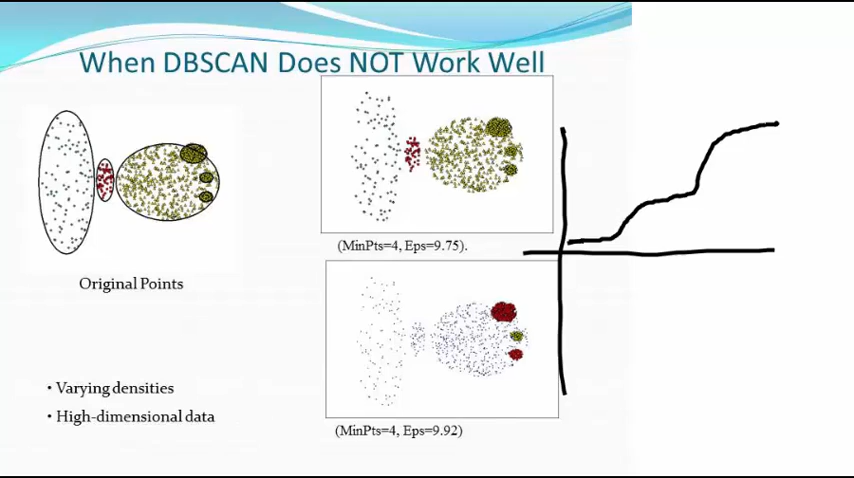 When DBSCAN Does NOT Work Well
(MinPts=4, Eps=9.75).
Original Points
• Varying densities
• High-dimensional data
(MinPts=4, Eps=9.92)